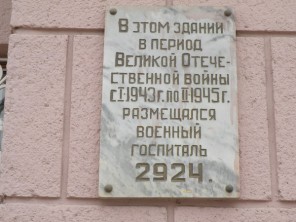 В этом здании
в период
Великой Отече-
ственной войны
с I·1943г. по II·1945г.
размещался
военный
госпиталь
2924.